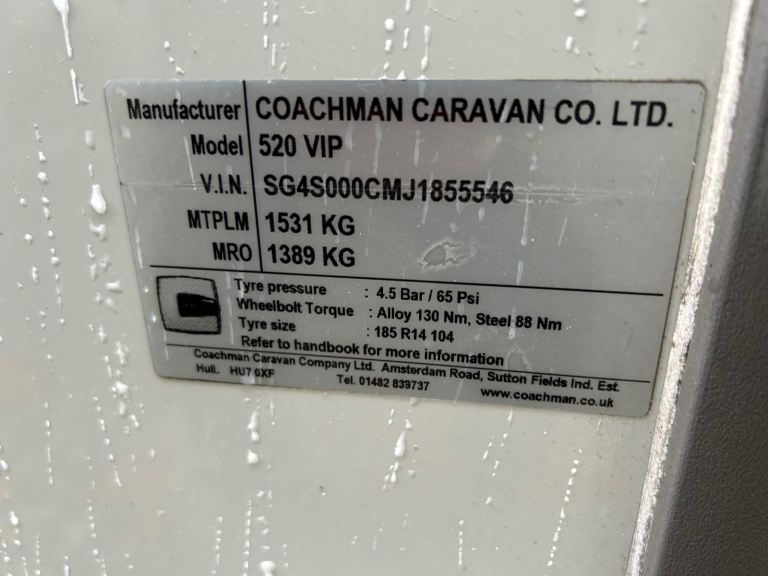 Manufacturer COACHMAN CARAVAN CO. LTD.
Model 520 VIP
V.I.N. SG4S000CMJ1855546
MTPLM 1531 KG
MRO 1389 KG
Tyre pressure : 4.5 Bar / 65 Psi
Wheelbolt Torque : Alloy 130 Nm, Steel 88 Nm
Tyre size : 185 R14 104
Refer to handbook for more information
Coachman Caravan Company Ltd. Amsterdam Road, Sutton Fields Ind. Est.
Hull. HU7 0XF Tel. 01482 839737 www.coachman.co.uk